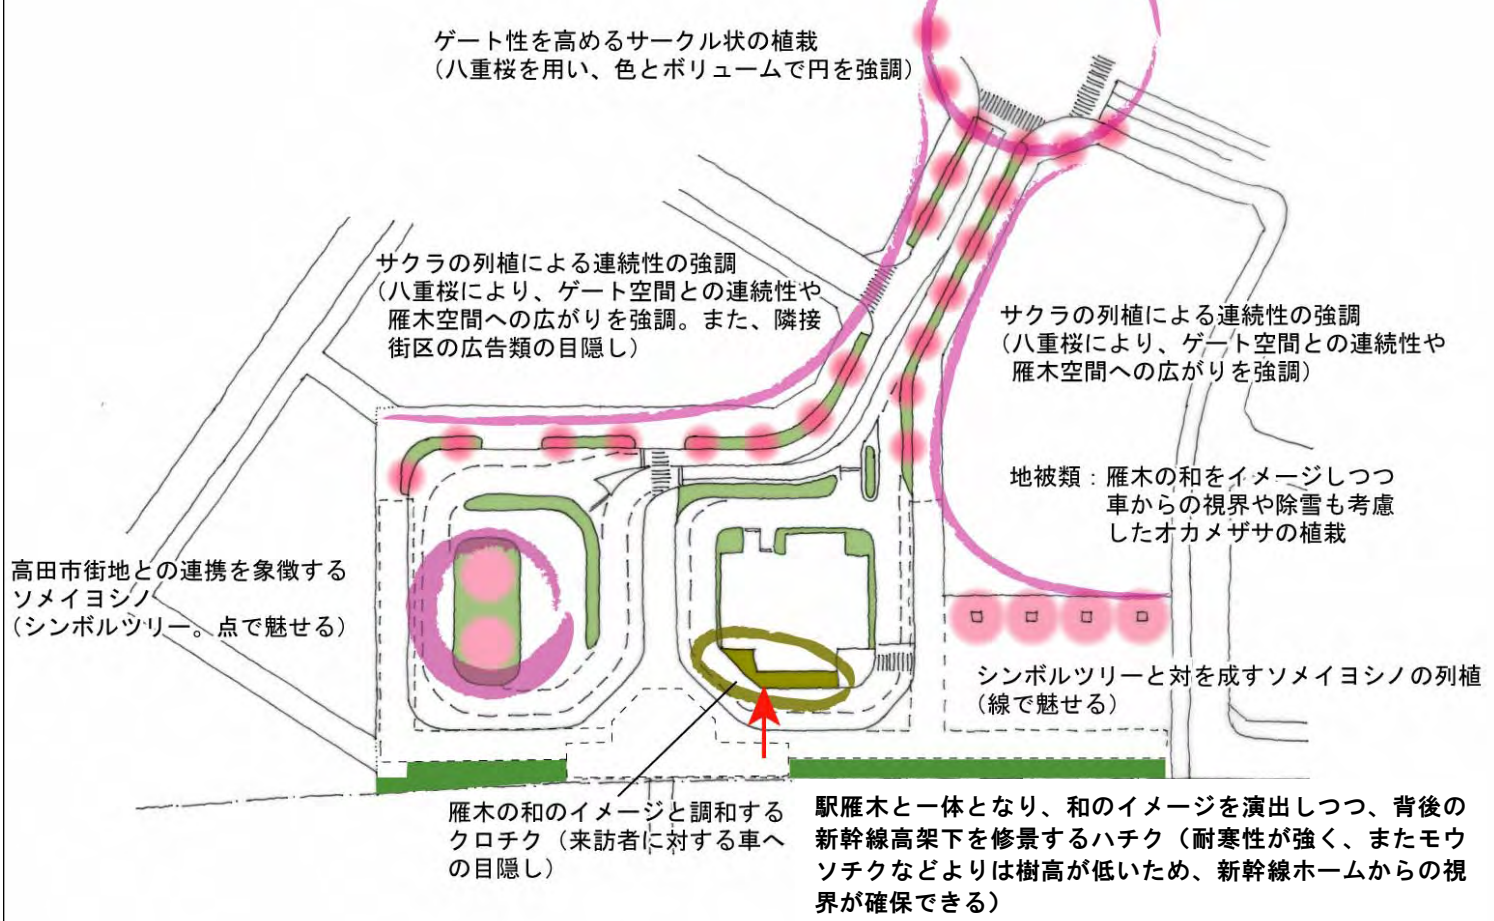 ゲート性を高めるサークル状の植栽
（八重桜を用い、色とボリュームで円を強調）
サクラの列植による連続性の強調
（八重桜により、ゲート空間との連続性や
雁木空間への広がりを強調。また、隣接
街区の広告類の目隠し）
サクラの列植による連続性の強調
（八重桜により、ゲート空間との連続性や
雁木空間への広がりを強調）
地被類：雁木の和をイメージしつつ
車からの視界や除雪も考慮
したオカメザサの植栽
高田市街地との連携を象徴する
ソメイヨシノ
（シンボルツリー。点で魅せる）
シンボルツリーと対を成すソメイヨシノの列植
（線で魅せる）
雁木の和のイメージと調和する
クロチク（来訪者に対する車へ
の目隠し）
駅雁木と一体となり、和のイメージを演出しつつ、背後の
新幹線高架下を修景するハチク（耐寒性が強く、またモウ
ソチクなどよりは樹高が低いため、新幹線ホームからの視
界が確保できる）